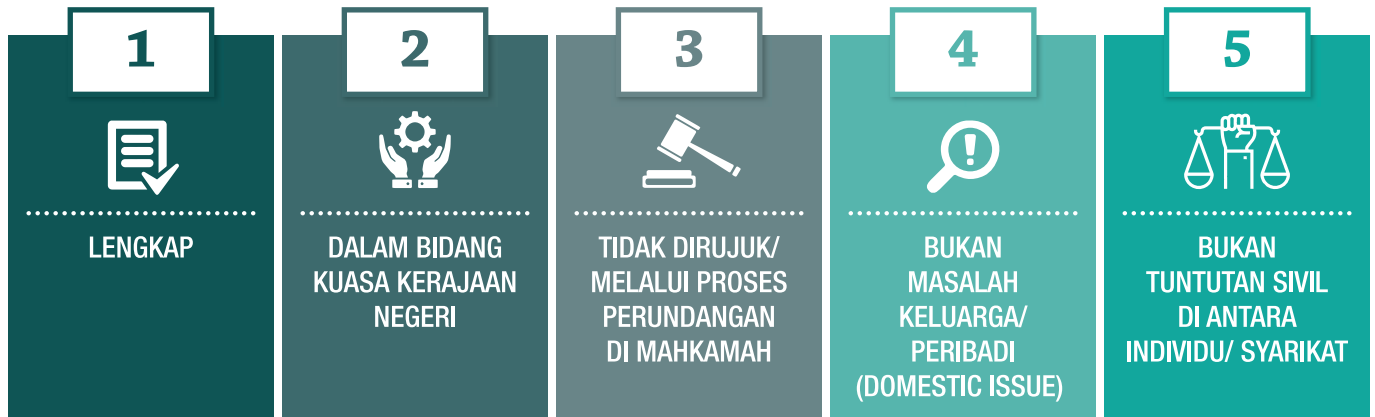 1
LENGKAP
2
DALAM BIDANG
KUASA KERAJAAN
NEGERI
3
TIDAK DIRUJUK/
MELALUI PROSES
PERUNDANGAN
DI MAHKAMAH
4
BUKAN
MASALAH
KELUARGA/
PERIBADI
(DOMESTIC ISSUE)
5
BUKAN
TUNTUTAN SIVIL
DI ANTARA
INDIVIDU/ SYARIKAT